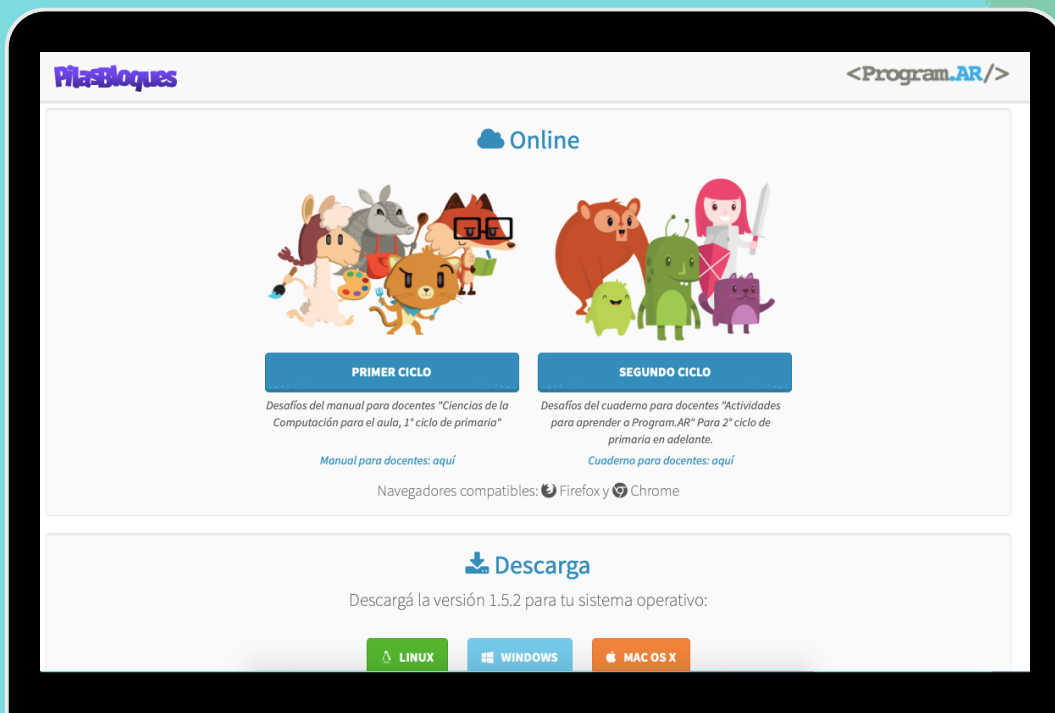 PilasBloques
<Program.AR/>
Online
PRIMER CICLO
Desafíos del manual para docentes "Ciencias de la
Computación para el aula, 1° ciclo de primaria"
Manual para docentes: aquí
SEGUNDO CICLO
Desafíos del cuaderno para docentes "Actividades
para aprender a Program.AR" Para 2° ciclo de
primaria en adelante.
Cuaderno para docentes: aquí
Navegadores compatibles: Firefox y Chrome
Descarga
Descargá la versión 1.5.2 para tu sistema operativo:
LINUX
WINDOWS
MAC OS X